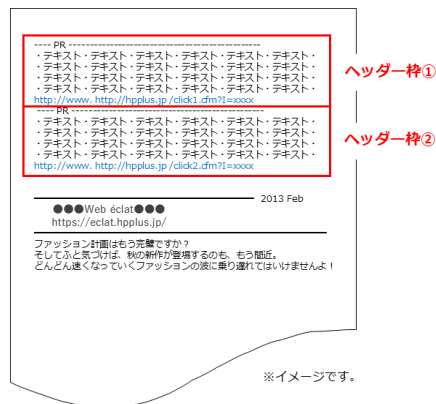 ---- PR ----------------------------------------------
・テキスト・テキスト・テキスト・テキスト・テキスト・テキスト・
・テキスト・テキスト・テキスト・テキスト・テキスト・テキスト・
・テキスト・テキスト・テキスト・テキスト・テキスト・テキスト・
・テキスト・テキスト・テキスト・テキスト・テキスト・テキスト・
http://www. http://hpplus.jp /click1.cfm?I=xxxx
ヘッダー枠①
---- PR ----------------------------------------------
・テキスト・テキスト・テキスト・テキスト・テキスト・テキスト・
・テキスト・テキスト・テキスト・テキスト・テキスト・テキスト・
・テキスト・テキスト・テキスト・テキスト・テキスト・テキスト・
・テキスト・テキスト・テキスト・テキスト・テキスト・テキスト・
http://www. http://hpplus.jp /click2.cfm?I=xxxx
ヘッダー枠②
2013 Feb
●●●Web éclat●●●
https://eclat.hpplus.jp/
ファッション計画はもう完璧ですか？
そしてふと気づけば、秋の新作が登場するのも、もう間近。
どんどん速くなっていくファッションの波に乗り遅れてはいけませんよ！
※イメージです。